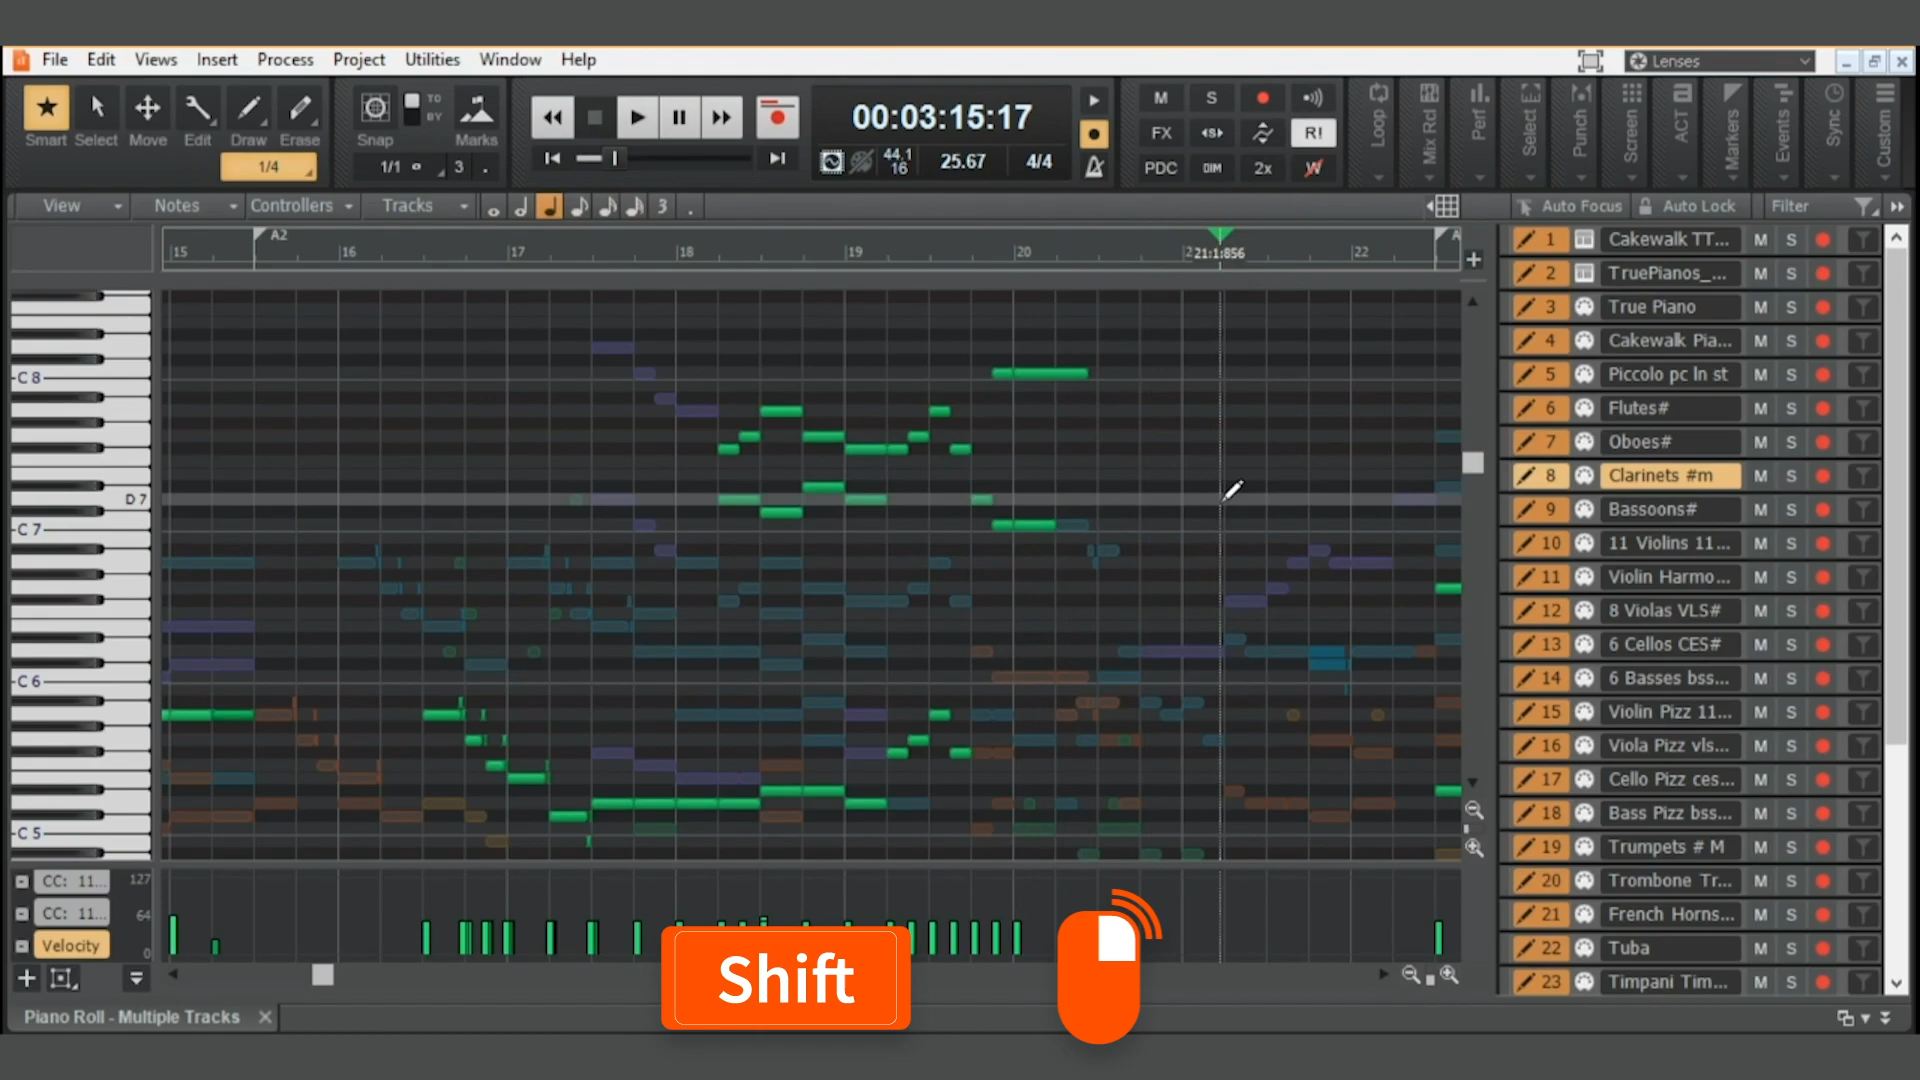 File Edit Views Insert Process Project Utilities Window Help
Lenses
Smart Select Move Edit Draw Erase
1/4
Snap TO BY Marks
1/1 3 .
00:03:15:17
44.1 16 25.67 4/4
M S
FX R!
PDC DIM 2x W
Loop Mix Rcl Perf Select Punch Screen ACT Markers Events Sync Custom
View Notes Controllers Tracks 3 .
Auto Focus Auto Lock Filter
A2
15 16 17 18 19 20 21:1:856 22
C 8
D 7
C 7
C 6
C 5
1 Cakewalk TT... M S
2 TruePianos_... M S
3 True Piano M S
4 Cakewalk Pia... M S
5 Piccolo pc ln st M S
6 Flutes# M S
7 Oboes# M S
8 Clarinets #m M S
9 Bassoons# M S
10 11 Violins 11... M S
11 Violin Harmo... M S
12 8 Violas VLS# M S
13 6 Cellos CES# M S
14 6 Basses bss... M S
15 Violin Pizz 11... M S
16 Viola Pizz vls... M S
17 Cello Pizz ces... M S
18 Bass Pizz bss... M S
19 Trumpets # M M S
20 Trombone Tr... M S
21 French Horns... M S
22 Tuba M S
23 Timpani Tim... M S
CC: 11... 127
CC: 11... 64
Velocity 0
Shift
Piano Roll - Multiple Tracks